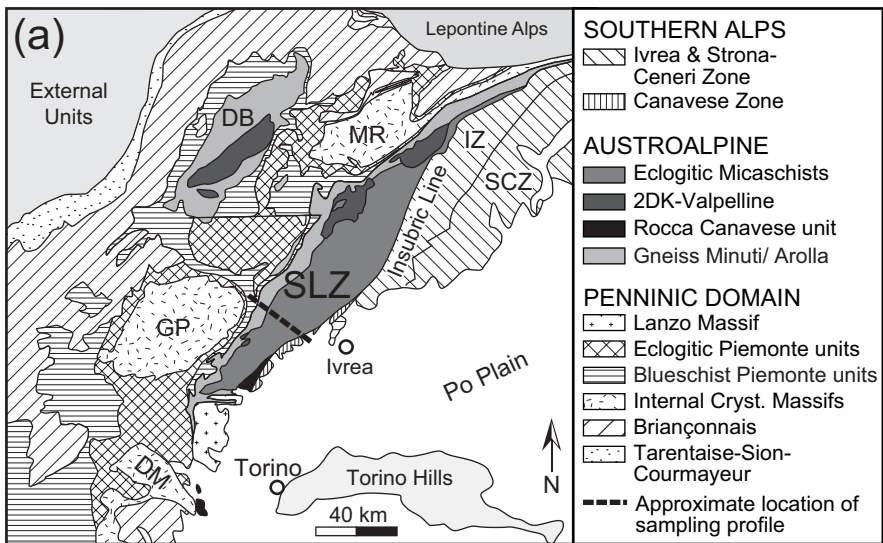 (a)
Lepontine Alps
External
Units
DB
MR
IZ
SCZ
Insubric Line
SLZ
GP
Ivrea
Po Plain
DM
Torino
Torino Hills
N
40 km
SOUTHERN ALPS
Ivrea & Strona-
Ceneri Zone
Canavese Zone
AUSTROALPINE
Eclogitic Micaschists
2DK-Valpelline
Rocca Canavese unit
Gneiss Minuti/ Arolla
PENNINIC DOMAIN
Lanzo Massif
Eclogitic Piemonte units
Blueschist Piemonte units
Internal Cryst. Massifs
Briançonnais
Tarentaise-Sion-
Courmayeur
Approximate location of
sampling profile